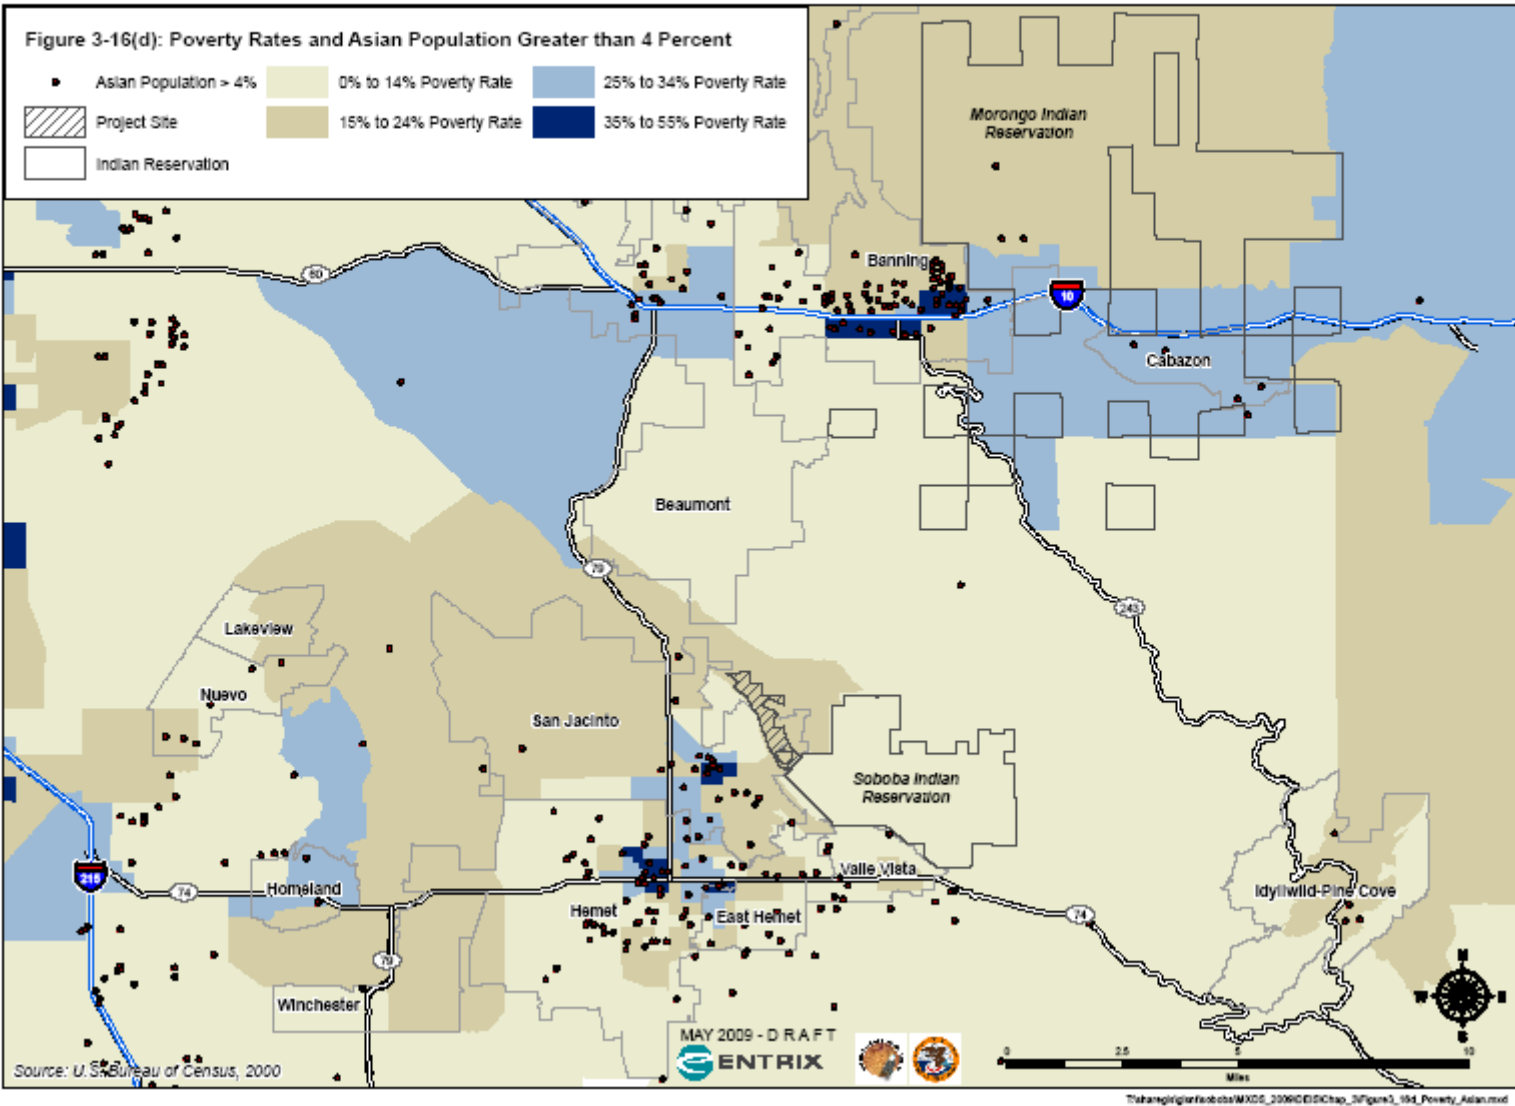 Figure 3-16(d): Poverty Rates and Asian Population Greater than 4 Percent
Asian Population > 4%
0% to 14% Poverty Rate
25% to 34% Poverty Rate
Project Site
15% to 24% Poverty Rate
35% to 55% Poverty Rate
Indian Reservation
Morongo Indian
Reservation
Banning
60
10
Cabazon
Beaumont
79
243
Lakeview
Nuevo
San Jacinto
Soboba Indian
Reservation
215
74
Homeland
Valle Vista
Hemet
East Hemet
74
Idyllwild-Pine Cove
79
Winchester
N
W
E
S
MAY 2009 - D R A F T
ENTRIX
0
2.5
5
10
Miles
Source: U.S. Bureau of Census, 2000